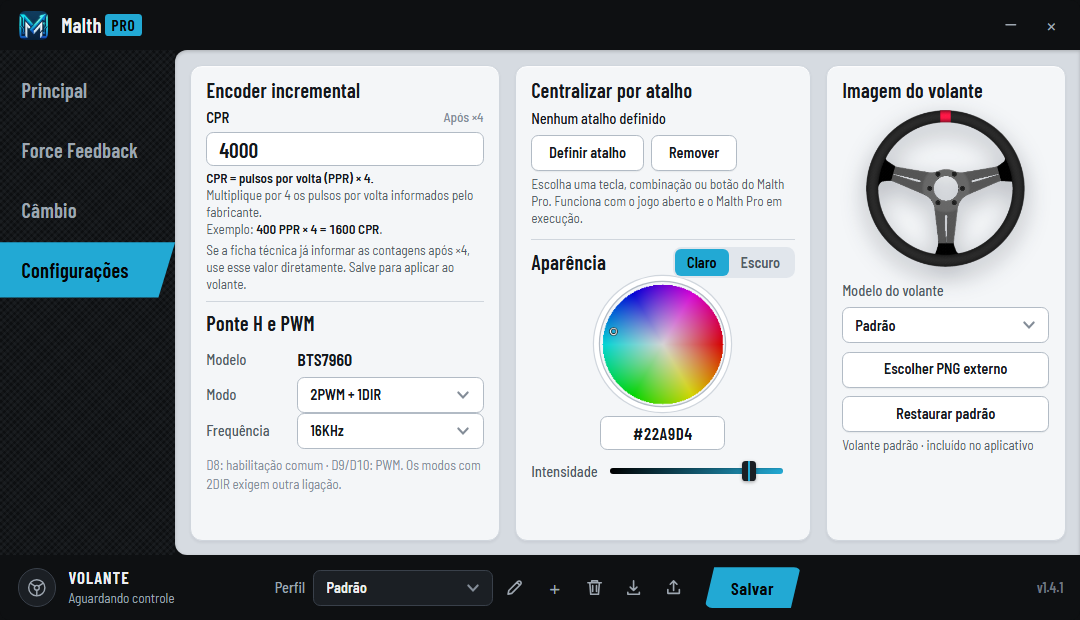 Malth PRO
Principal
Force Feedback
Câmbio
Configurações
Encoder incremental
CPR Após ×4
4000
CPR = pulsos por volta (PPR) × 4.
Multiplique por 4 os pulsos por volta informados pelo
fabricante.
Exemplo: 400 PPR × 4 = 1600 CPR.
Se a ficha técnica já informar as contagens após ×4,
use esse valor diretamente. Salve para aplicar ao
volante.
Ponte H e PWM
Modelo BTS7960
Modo 2PWM + 1DIR
Frequência 16KHz
D8: habilitação comum · D9/D10: PWM. Os modos com
2DIR exigem outra ligação.
Centralizar por atalho
Nenhum atalho definido
Definir atalho Remover
Escolha uma tecla, combinação ou botão do Malth
Pro. Funciona com o jogo aberto e o Malth Pro em
execução.
Aparência Claro Escuro
#22A9D4
Intensidade
Imagem do volante
Modelo do volante
Padrão
Escolher PNG externo
Restaurar padrão
Volante padrão · incluído no aplicativo
VOLANTE
Aguardando controle
Perfil Padrão Salvar v1.4.1